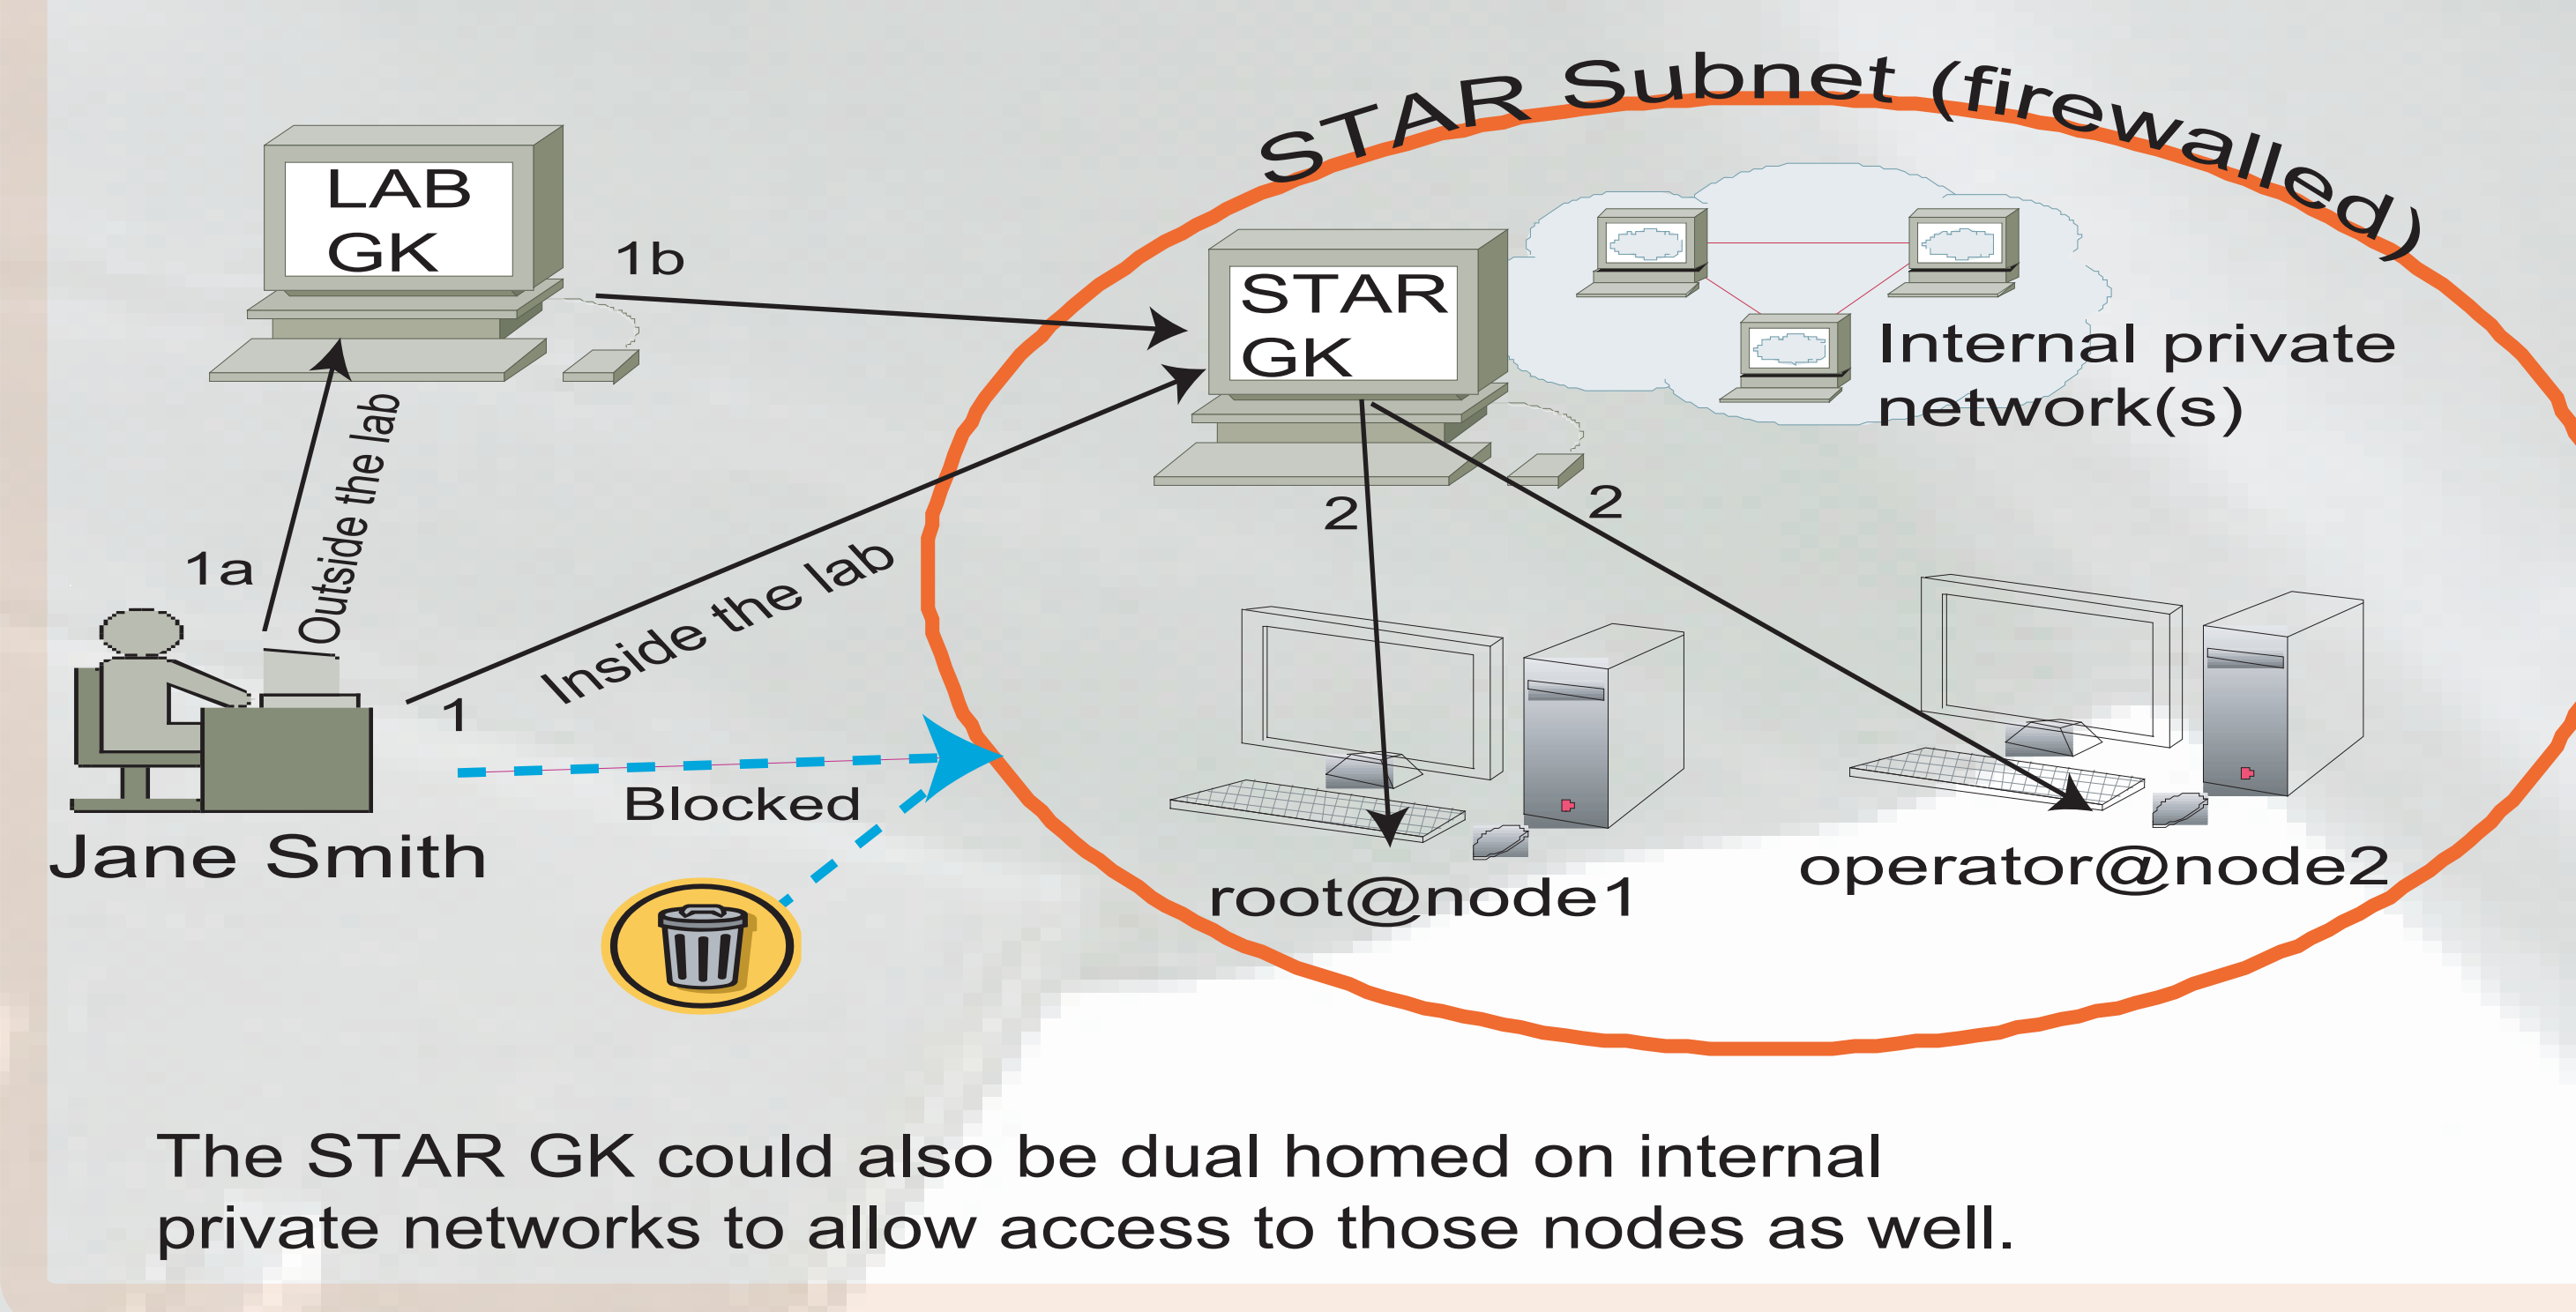 STAR Subnet (firewalled)
LAB
GK
1b
STAR
GK
Internal private
network(s)
Outside the lab
1a
2
2
Inside the lab
1
Blocked
Jane Smith
root@node1
operator@node2
The STAR GK could also be dual homed on internal
private networks to allow access to those nodes as well.